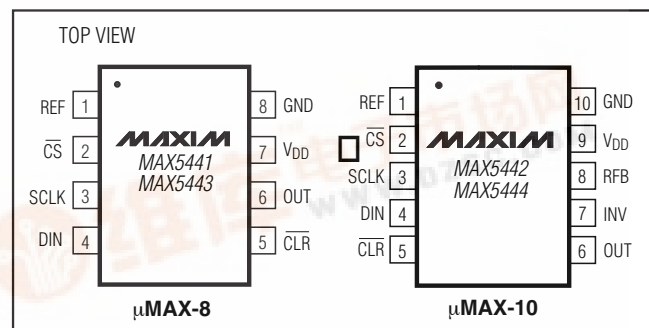 TOP VIEW
REF 1
CS 2
SCLK 3
DIN 4
8 GND
7 VDD
6 OUT
5 CLR
MAXIM
MAX5441
MAX5443
µMAX-8
REF 1
CS 2
SCLK 3
DIN 4
CLR 5
10 GND
9 VDD
8 RFB
7 INV
6 OUT
MAXIM
MAX5442
MAX5444
µMAX-10